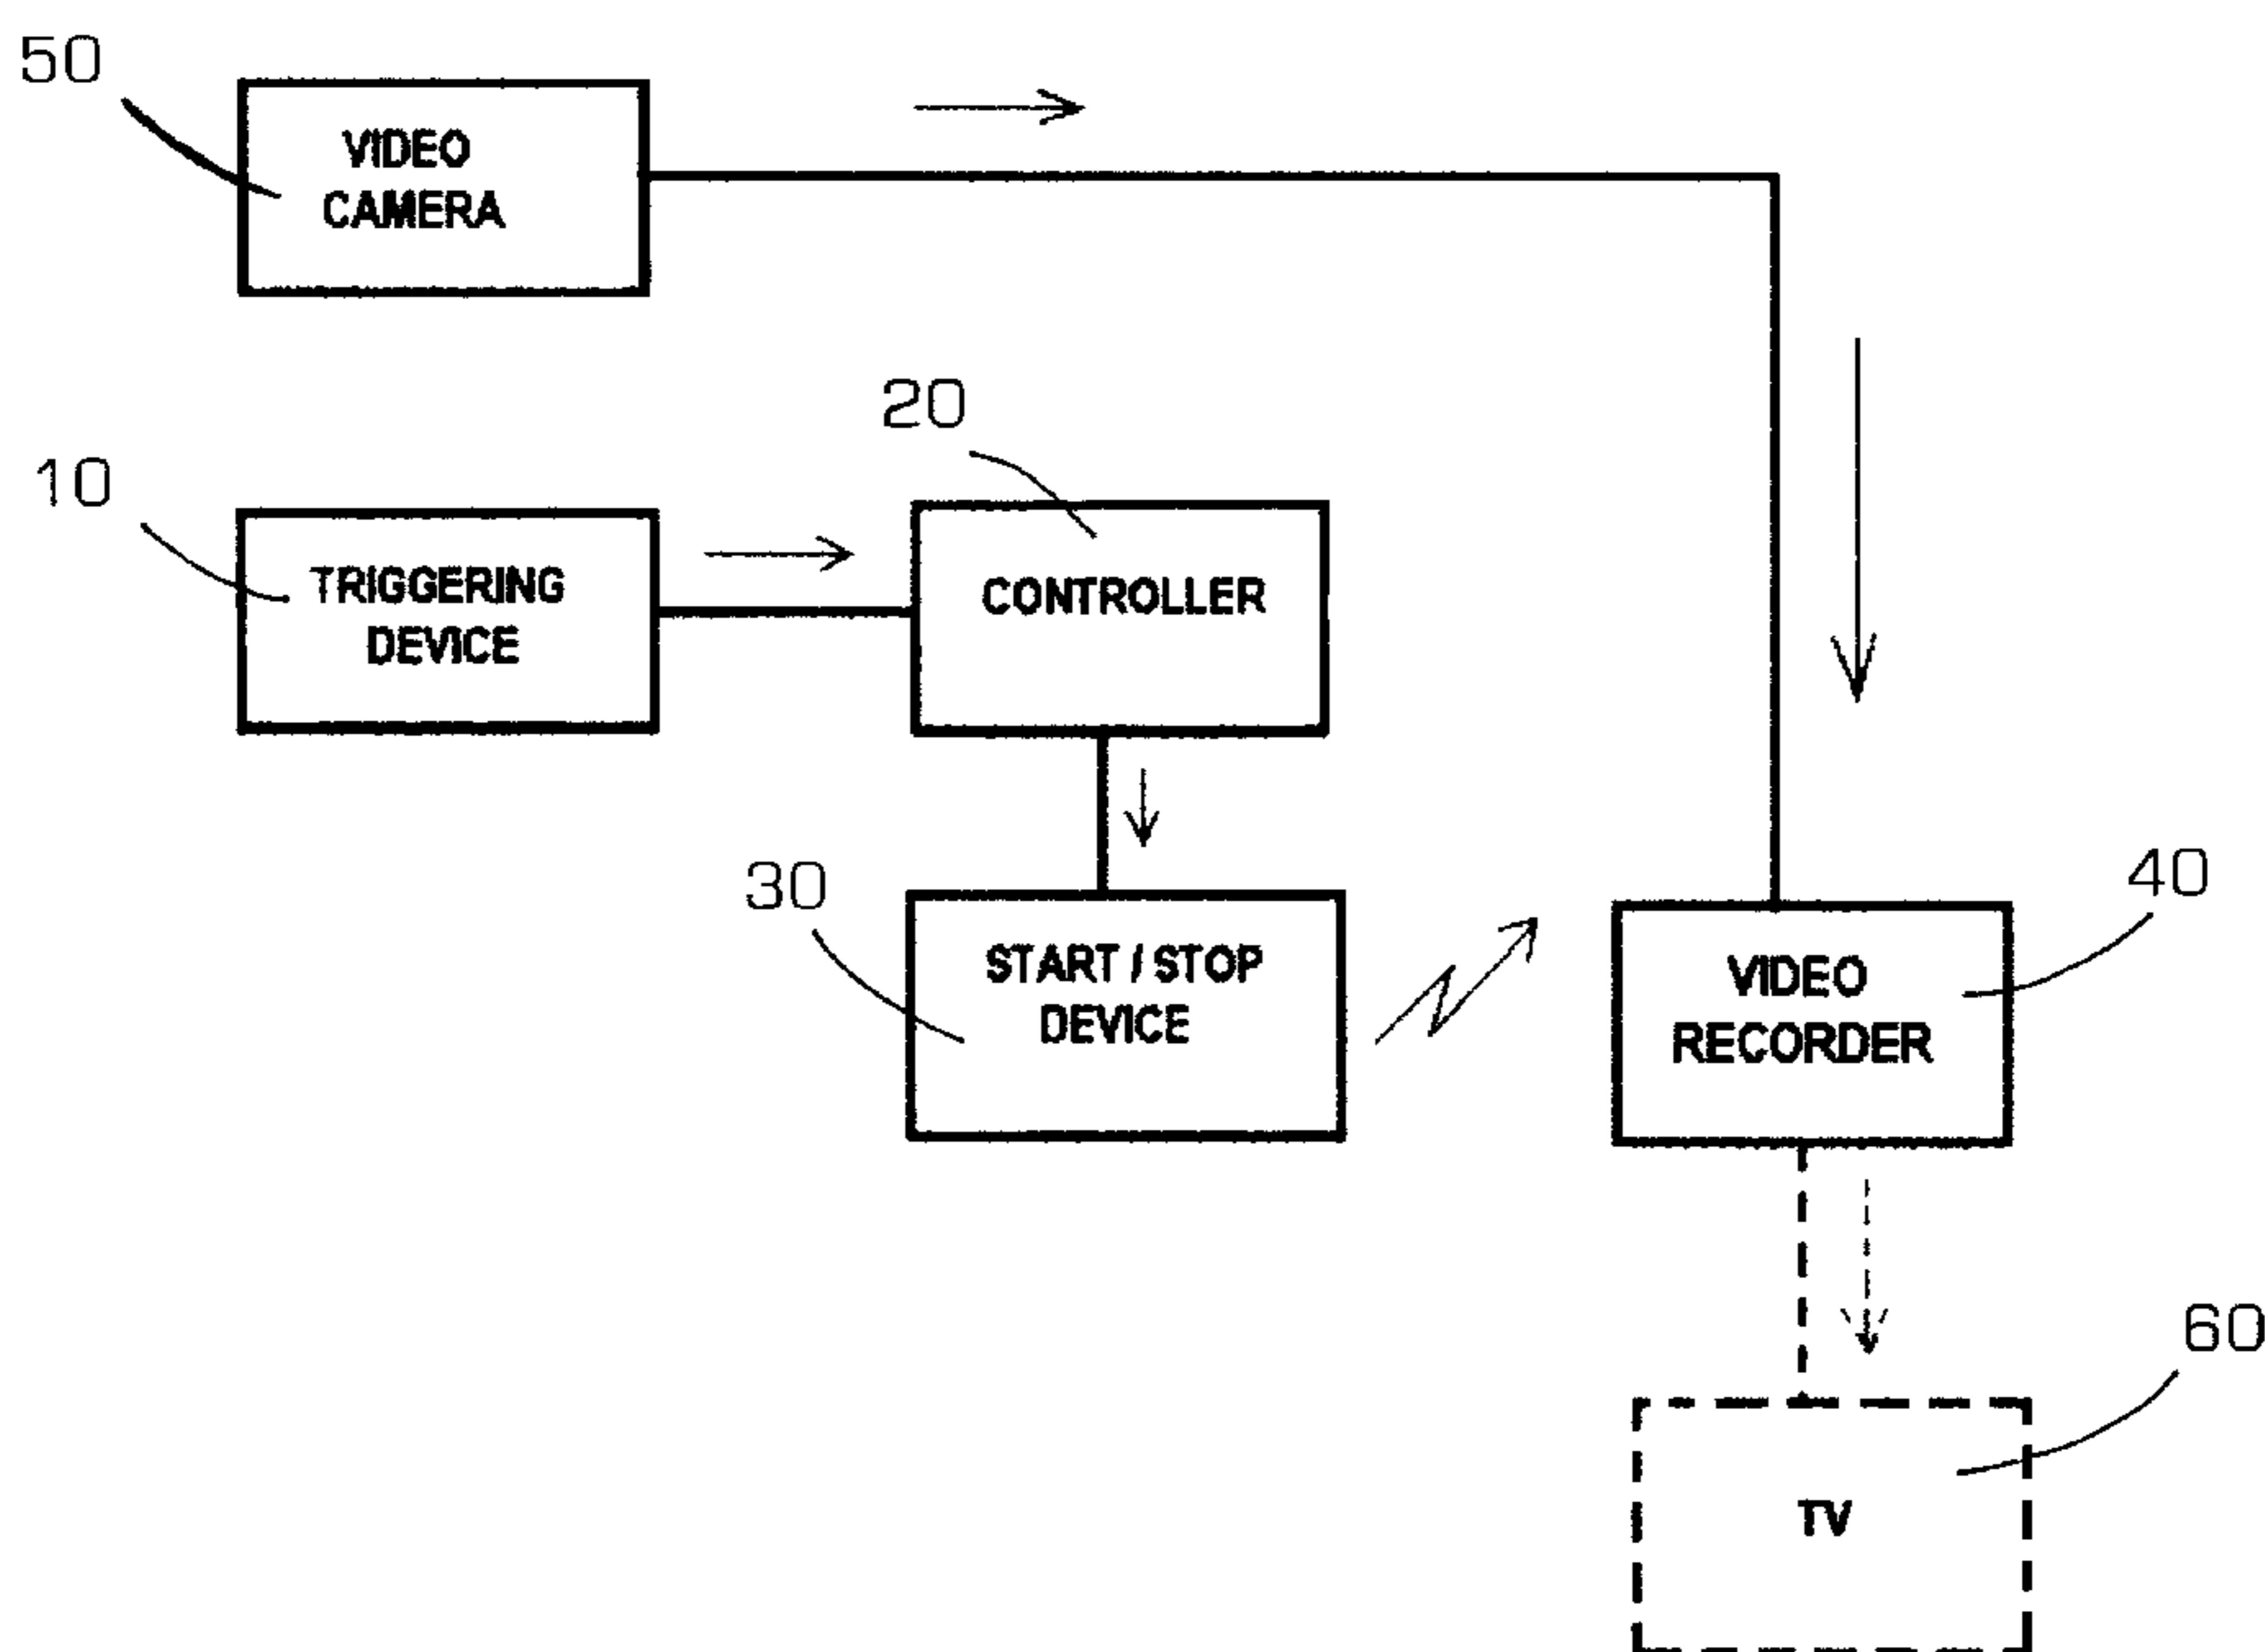 50
VIDEO
CAMERA
20
10
TRIGGERING
DEVICE
CONTROLLER
30
40
START / STOP
DEVICE
VIDEO
RECORDER
60
TV